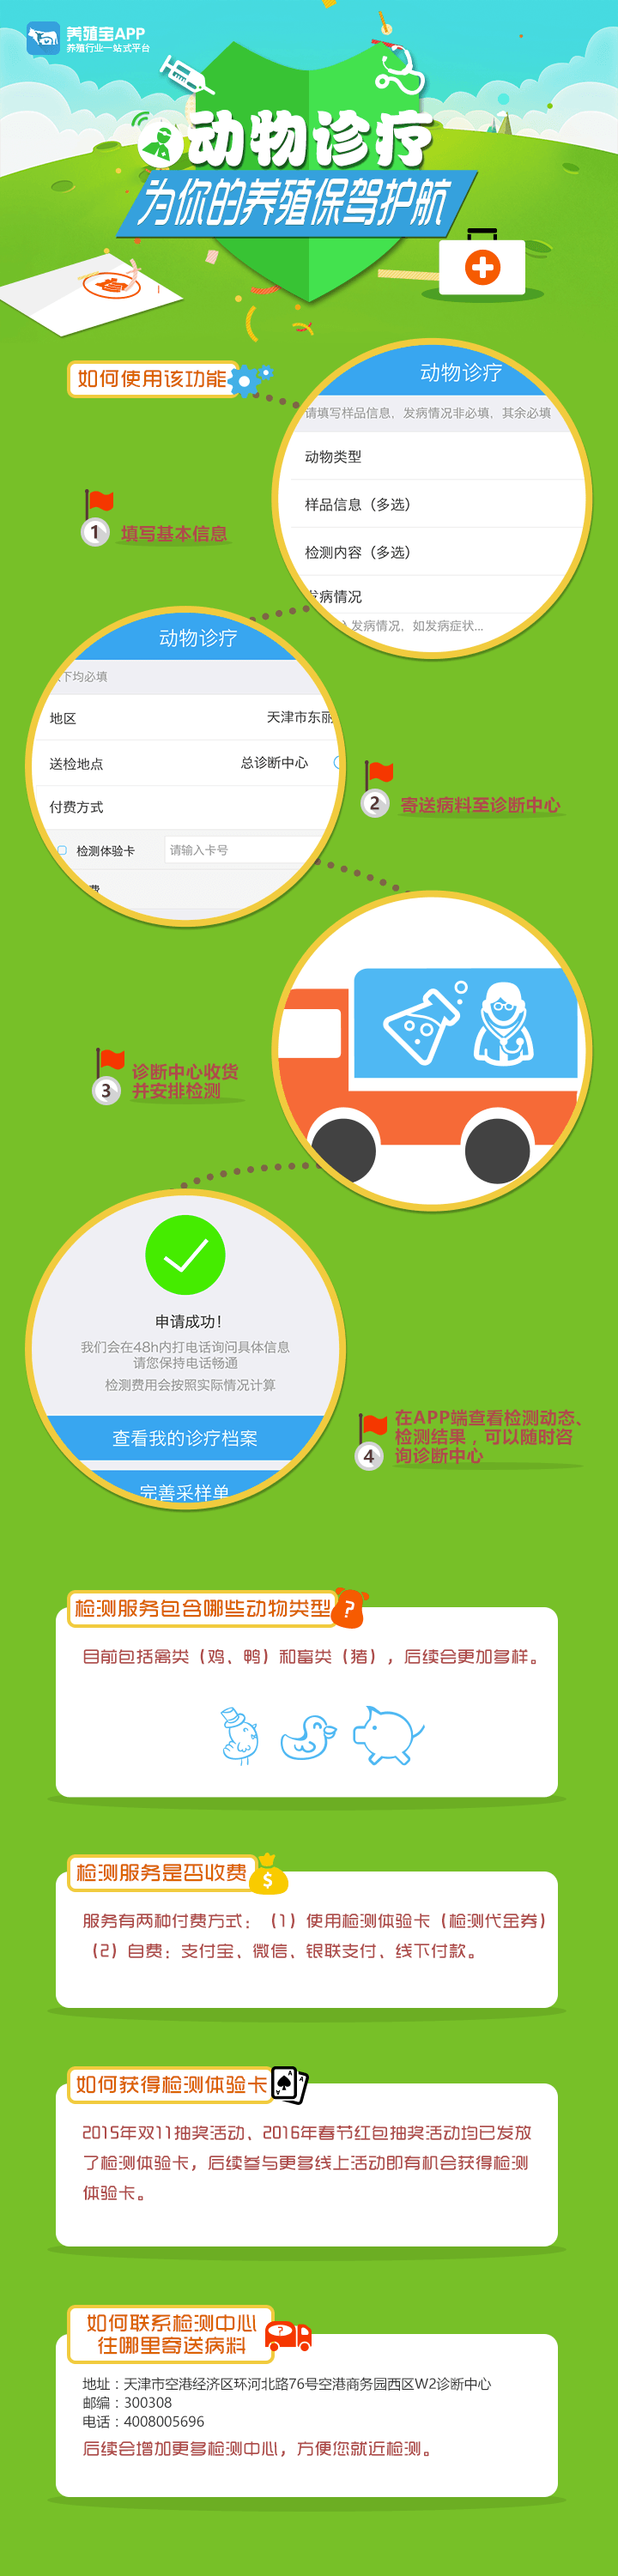 养殖宝APP
养殖行业一站式平台
动物诊疗
为你的养殖保驾护航
如何使用该功能
动物诊疗
请填写样品信息，发病情况非必填，其余必填
动物类型
样品信息（多选）
检测内容（多选）
发病情况
入发病情况，如发病症状...
1
填写基本信息
动物诊疗
下均必填
地区
天津市东丽
送检地点
总诊断中心
付费方式
检测体验卡
请输入卡号
费
2
寄送病料至诊断中心
3
诊断中心收货
并安排检测
申请成功！
我们会在48h内打电话询问具体信息
请您保持电话畅通
检测费用会按照实际情况计算
查看我的诊疗档案
完善采样单
4
在APP端查看检测动态、
检测结果，可以随时咨
询诊断中心
检测服务包含哪些动物类型
?
目前包括禽类（鸡、鸭）和畜类（猪），后续会更加多样。
检测服务是否收费
$
服务有两种付费方式：（1）使用检测体验卡（检测代金券）
（2）自费：支付宝、微信、银联支付、线下付款。
如何获得检测体验卡
A
A
A
2015年双11抽奖活动、2016年春节红包抽奖活动均已发放
了检测体验卡，后续参与更多线上活动即有机会获得检测
体验卡。
如何联系检测中心
往哪里寄送病料
?
地址：天津市空港经济区环河北路76号空港商务园西区W2诊断中心
邮编：300308
电话：4008005696
后续会增加更多检测中心，方便您就近检测。